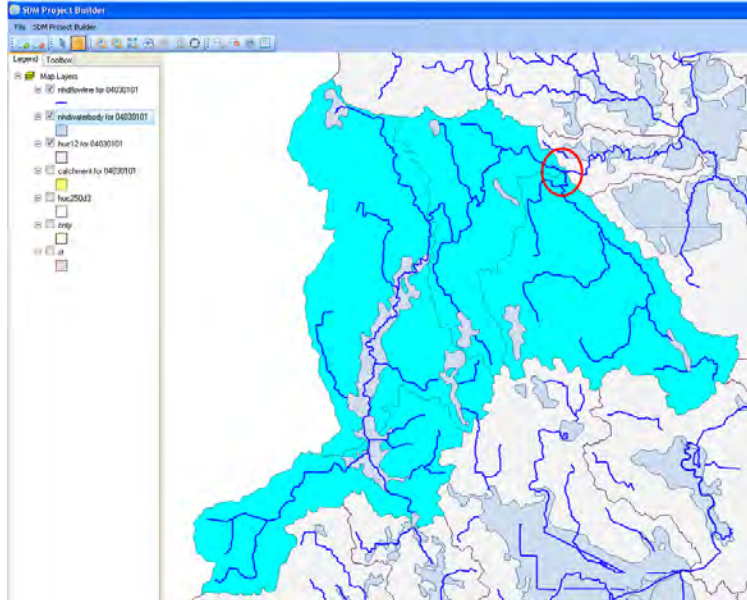 SDM Project Builder
File SDM Project Builder
Legend Toolbox
Map Layers
nhdflowline for 04030101
nhdwaterbody for 04030101
huc12 for 04030101
catchment for 04030101
huc250d3
cnty
st